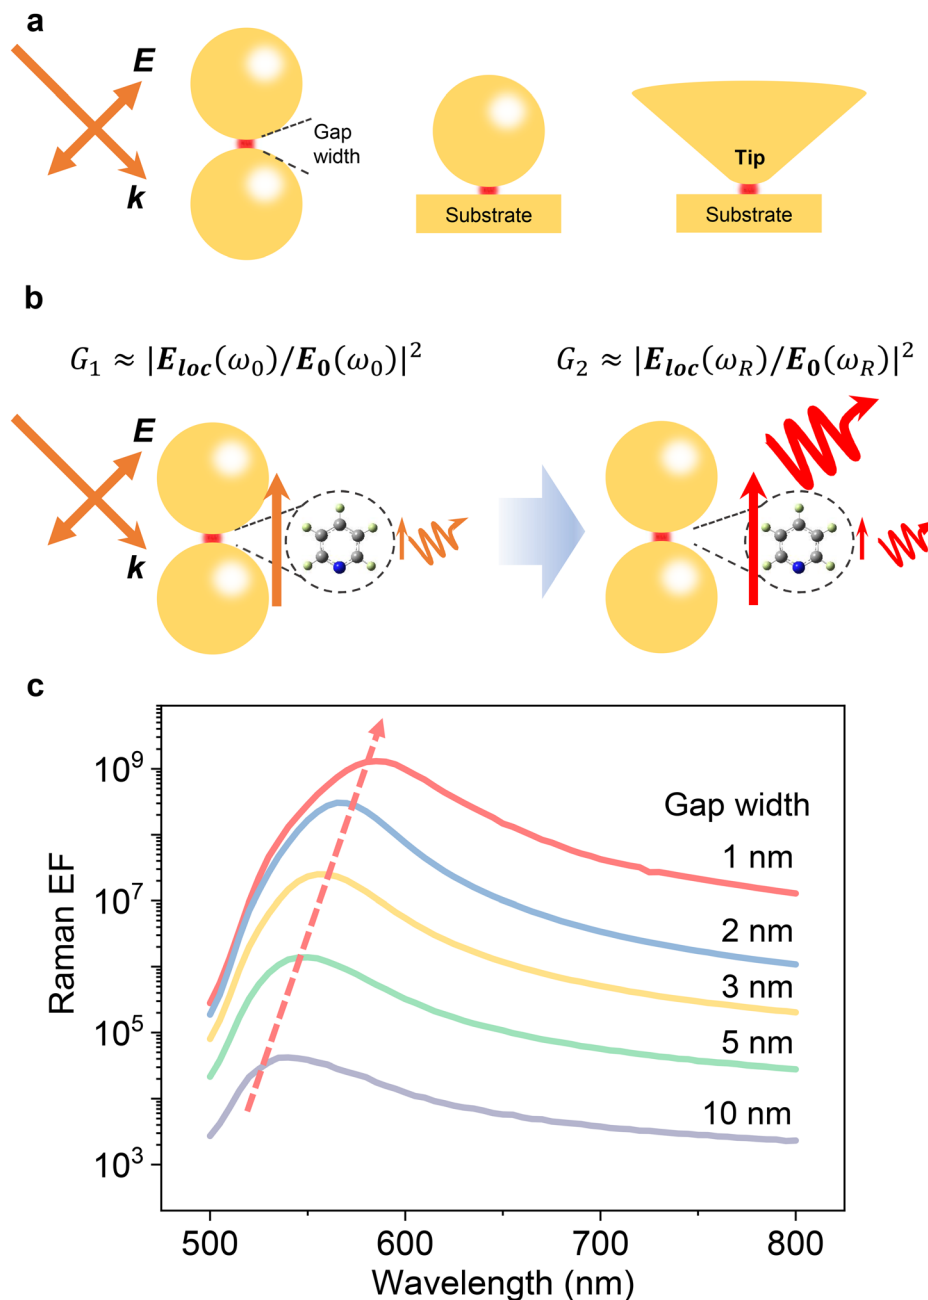 a
E
k
Gap
width
Substrate
Tip
Substrate
b
G₁ ≈ |E_loc(ω₀)/E₀(ω₀)|²
G₂ ≈ |E_loc(ω_R)/E₀(ω_R)|²
E
k
c
Raman EF
10⁹
10⁷
10⁵
10³
Gap width
1 nm
2 nm
3 nm
5 nm
10 nm
500
600
700
800
Wavelength (nm)